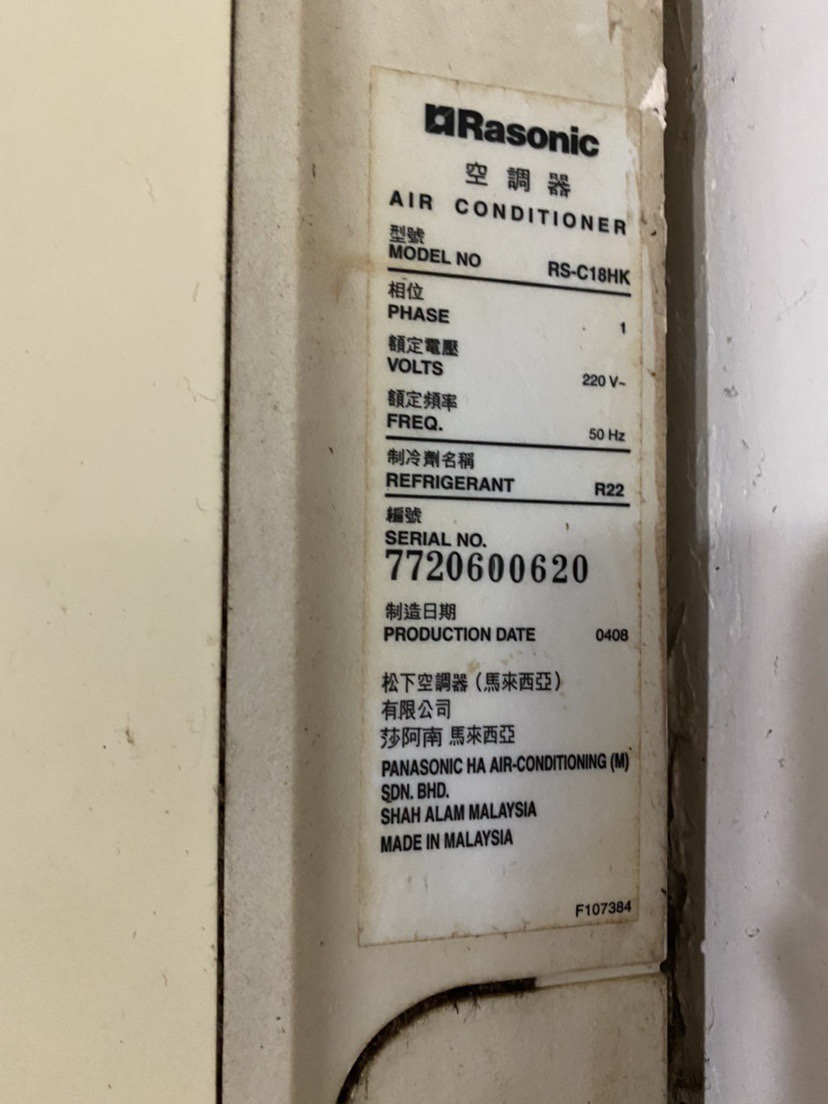 Rasonic
空調器
AIR CONDITIONER
型號
MODEL NO RS-C18HK
相位
PHASE 1
額定電壓
VOLTS 220 V~
額定頻率
FREQ. 50 Hz
制冷劑名稱
REFRIGERANT R22
編號
SERIAL NO.
7720600620
制造日期
PRODUCTION DATE 0408
松下空調器（馬來西亞）
有限公司
莎阿南 馬來西亞
PANASONIC HA AIR-CONDITIONING (M)
SDN. BHD.
SHAH ALAM MALAYSIA
MADE IN MALAYSIA
F107384